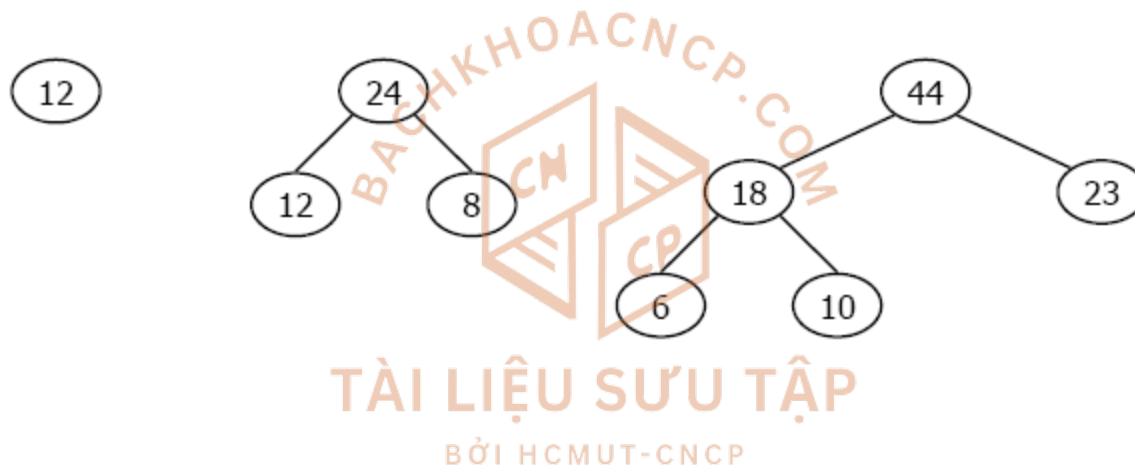 BACHKHOACNCP.COM
12 24 44
CN
12 8 18 23
CP
6 10
TÀI LIỆU SƯU TẬP
BỞI HCMUT-CNCP